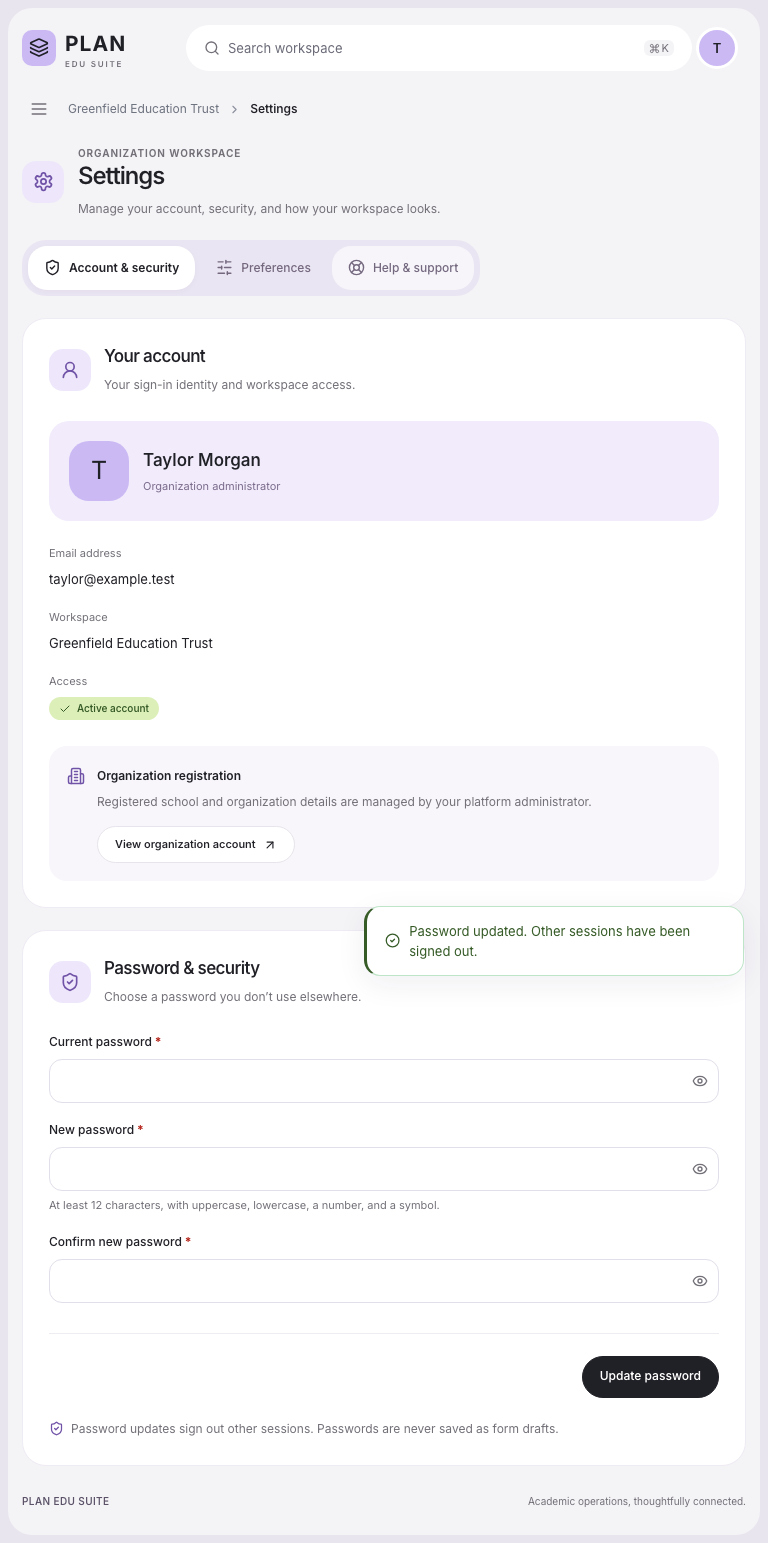 PLAN
EDU SUITE
Search workspace
⌘K
T
Greenfield Education Trust
Settings
ORGANIZATION WORKSPACE
Settings
Manage your account, security, and how your workspace looks.
Account & security
Preferences
Help & support
Your account
Your sign-in identity and workspace access.
T
Taylor Morgan
Organization administrator
Email address
taylor@example.test
Workspace
Greenfield Education Trust
Access
Active account
Organization registration
Registered school and organization details are managed by your platform administrator.
View organization account
Password updated. Other sessions have been
signed out.
Password & security
Choose a password you don’t use elsewhere.
Current password *
New password *
At least 12 characters, with uppercase, lowercase, a number, and a symbol.
Confirm new password *
Update password
Password updates sign out other sessions. Passwords are never saved as form drafts.
PLAN EDU SUITE
Academic operations, thoughtfully connected.